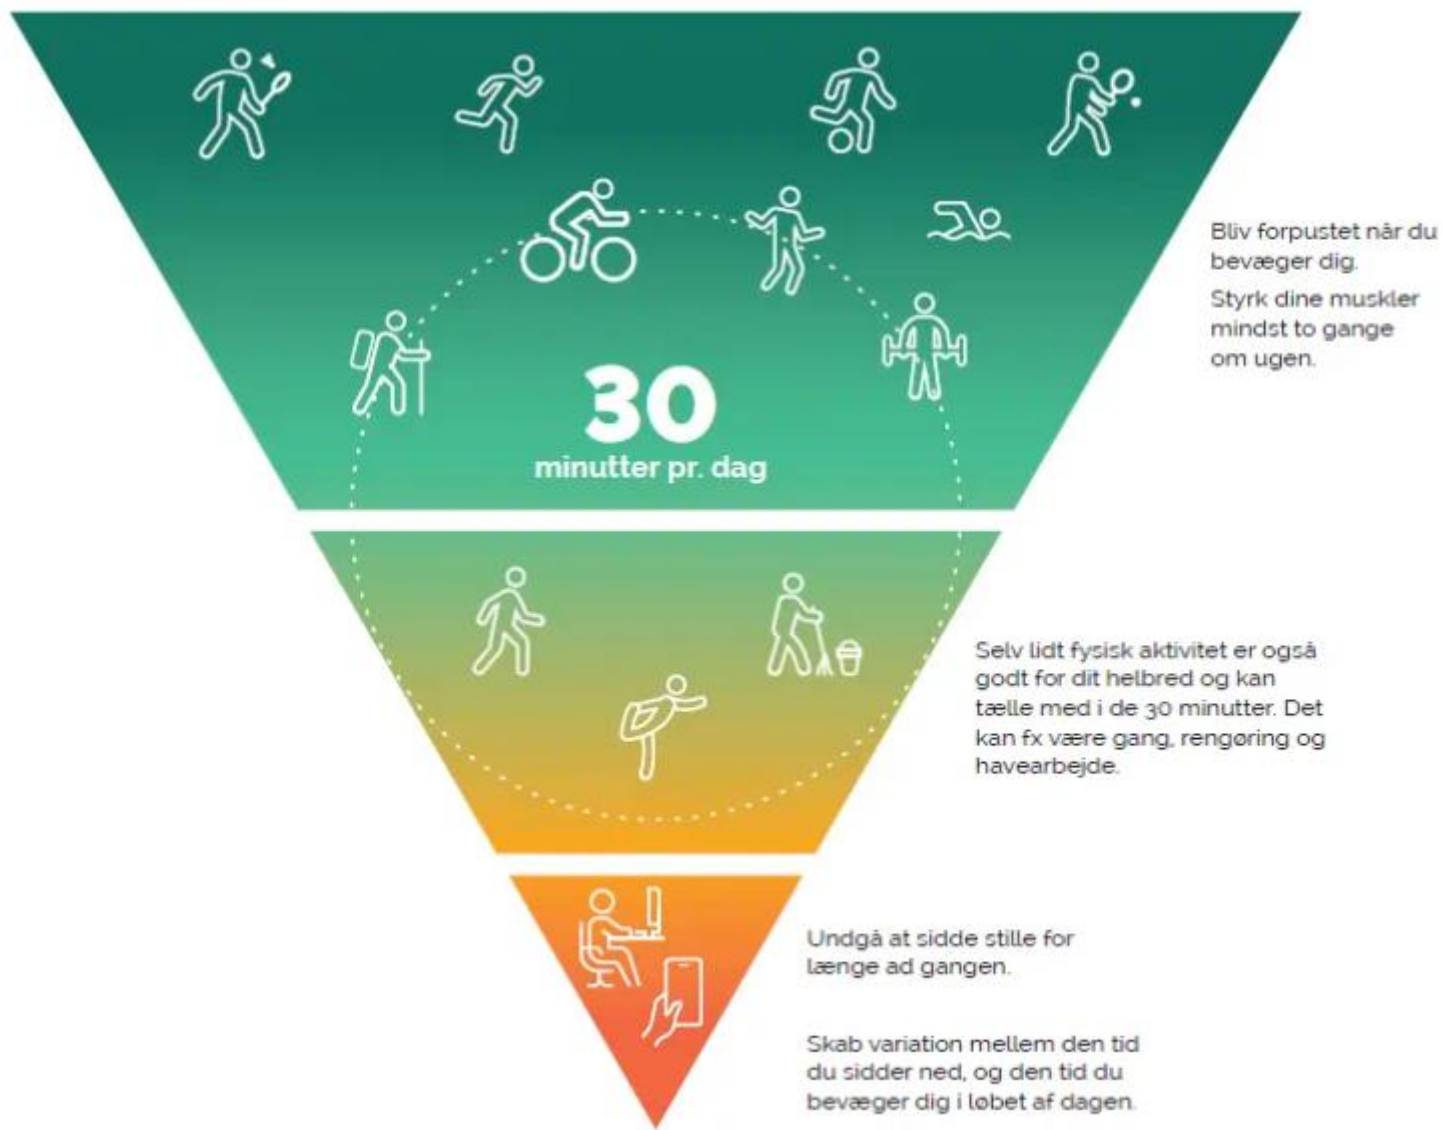 Bliv forpustet når du
bevæger dig.
Styrk dine muskler
mindst to gange
om ugen.
30
minutter pr. dag
Selv lidt fysisk aktivitet er også
godt for dit helbred og kan
tælle med i de 30 minutter. Det
kan fx være gang, rengøring og
havearbejde.
Undgå at sidde stille for
længe ad gangen.
Skab variation mellem den tid
du sidder ned, og den tid du
bevæger dig i løbet af dagen.